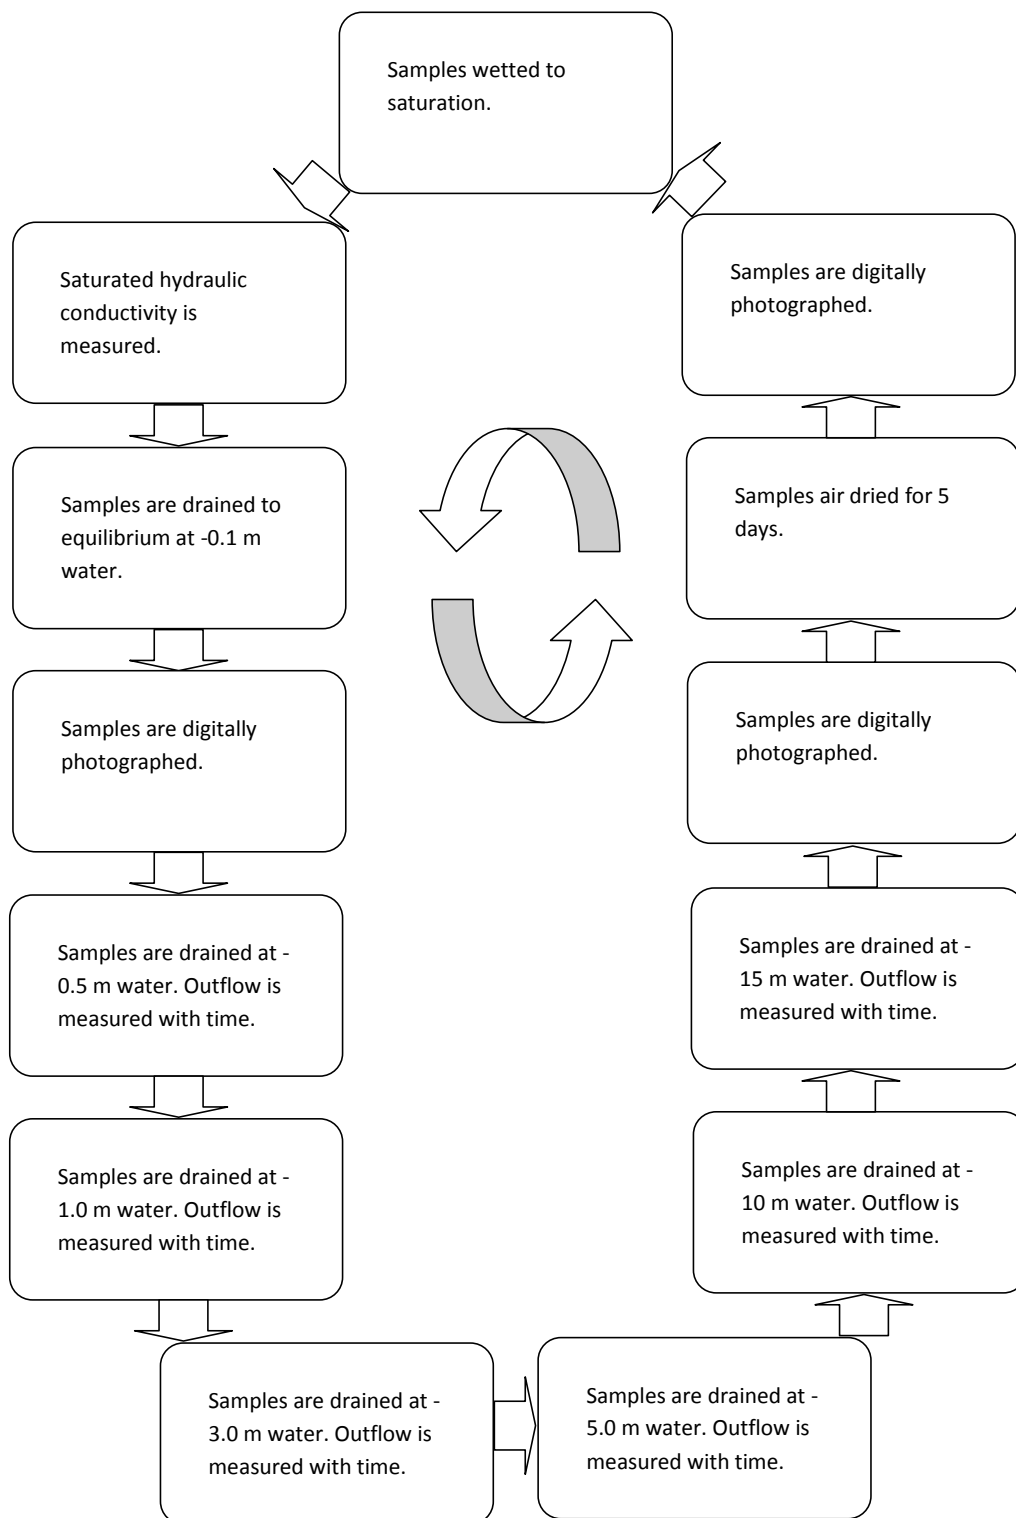 Samples wetted to
saturation.
Saturated hydraulic
conductivity is
measured.
Samples are drained to
equilibrium at -0.1 m
water.
Samples are digitally
photographed.
Samples are drained at -
0.5 m water. Outflow is
measured with time.
Samples are drained at -
1.0 m water. Outflow is
measured with time.
Samples are drained at -
3.0 m water. Outflow is
measured with time.
Samples are drained at -
5.0 m water. Outflow is
measured with time.
Samples are drained at -
10 m water. Outflow is
measured with time.
Samples are drained at -
15 m water. Outflow is
measured with time.
Samples are digitally
photographed.
Samples air dried for 5
days.
Samples are digitally
photographed.